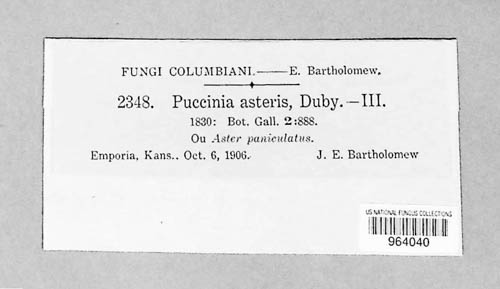 FUNGI COLUMBIANI.——E. Bartholomew.
2348. Puccinia asteris, Duby.—III.
1830: Bot. Gall. 2:888.
Ou Aster paniculatus.
Emporia, Kans.. Oct. 6, 1906. J. E. Bartholomew
US NATIONAL FUNGUS COLLECTIONS
964040